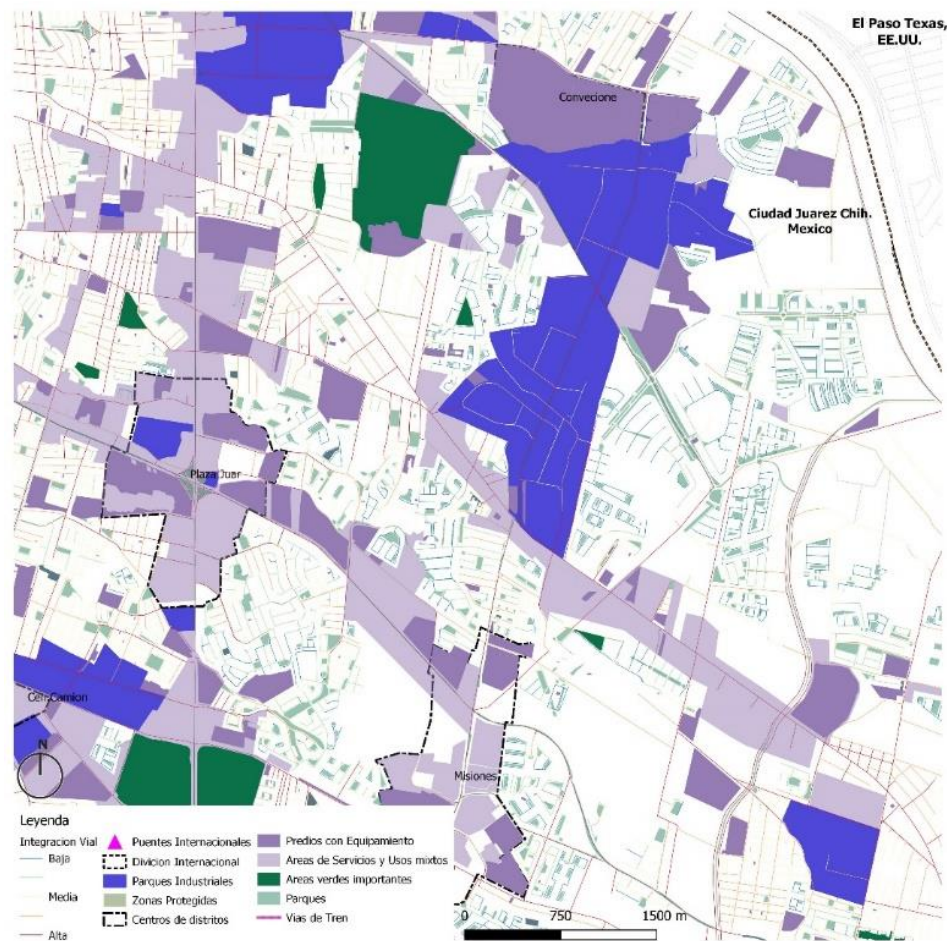 El Paso Texas,
EE.UU.
Convecione
Ciudad Juarez Chih.
Mexico
Plaza Juar
Cen-Camion
N
Misiones
Leyenda
Integracion Vial
Baja
Media
Alta
Puentes Internacionales
Divicion Internacional
Parques Industriales
Zonas Protegidas
Centros de distritos
Predios con Equipamiento
Areas de Servicios y Usos mixtos
Areas verdes importantes
Parques
Vias de Tren
0 750 1500 m